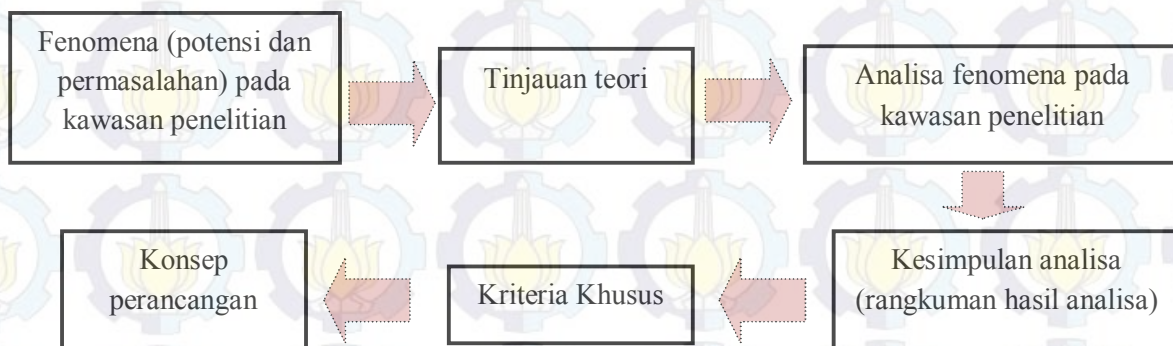 Fenomena (potensi dan
permasalahan) pada
kawasan penelitian
Tinjauan teori
Analisa fenomena pada
kawasan penelitian
Kesimpulan analisa
(rangkuman hasil analisa)
Kriteria Khusus
Konsep
perancangan